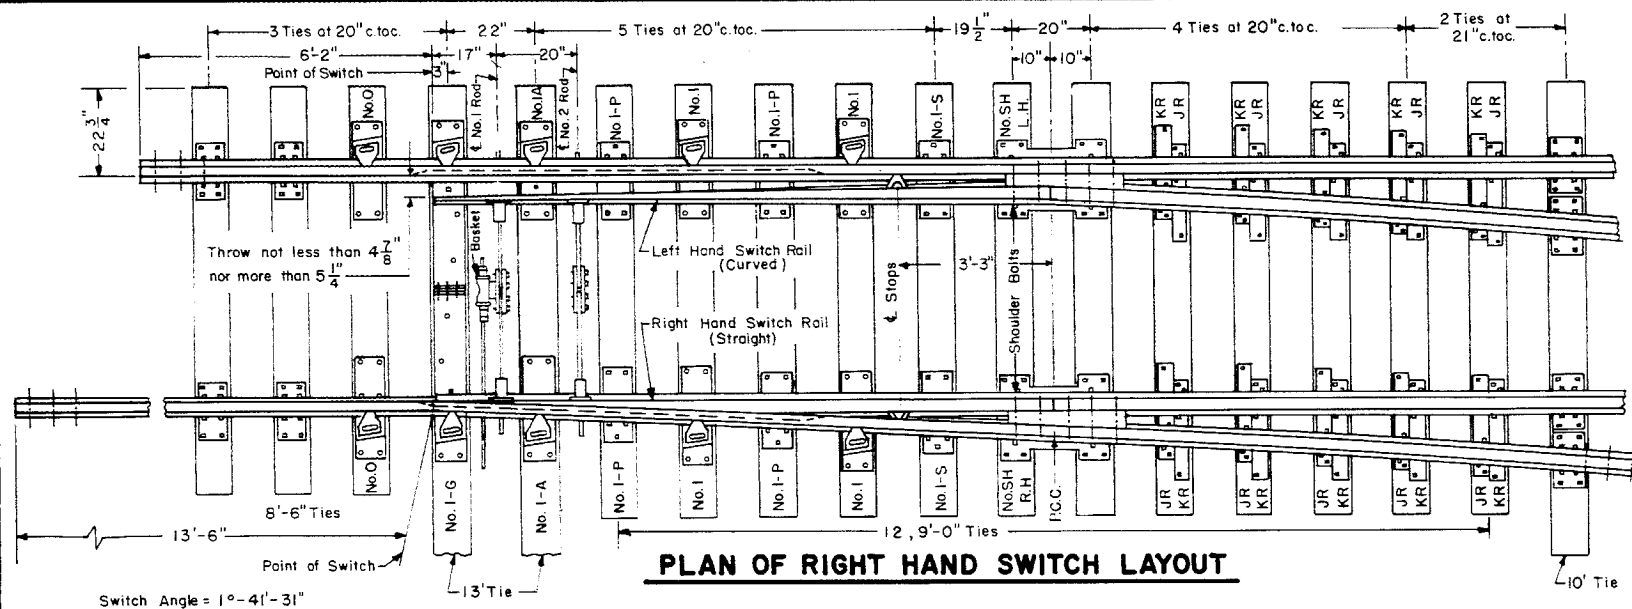 3 Ties at 20"c.toc.
22"
5 Ties at 20"c.toc.
19 1/2"
20"
4 Ties at 20"c.toc.
2 Ties at
21"c.toc.
6'-2"
17"
20"
10"
10"
Point of Switch
3"
22 3/4"
No.O
℄ No.1 Rod
No.1A
℄ No.2 Rod
No.1-P
No.1
No.1-P
No.1
No.1-S
No.SH
L.H.
KR
JR
KR
JR
KR
JR
KR
JR
KR
JR
Throw not less than 4 7/8"
nor more than 5 1/4"
Basket
Left Hand Switch Rail
(Curved)
℄ Stops
3'-3"
Shoulder Bolts
Right Hand Switch Rail
(Straight)
No.O
No.1-G
No.1-A
No.1-P
No.1
No.1-P
No.1
No.1-S
No.SH
R.H
P.C.C.
JR
KR
JR
KR
JR
KR
JR
KR
JR
KR
8'-6" Ties
13'-6"
12, 9'-0" Ties
Point of Switch
13' Tie
PLAN OF RIGHT HAND SWITCH LAYOUT
10' Tie
Switch Angle = 1°-41'-31"